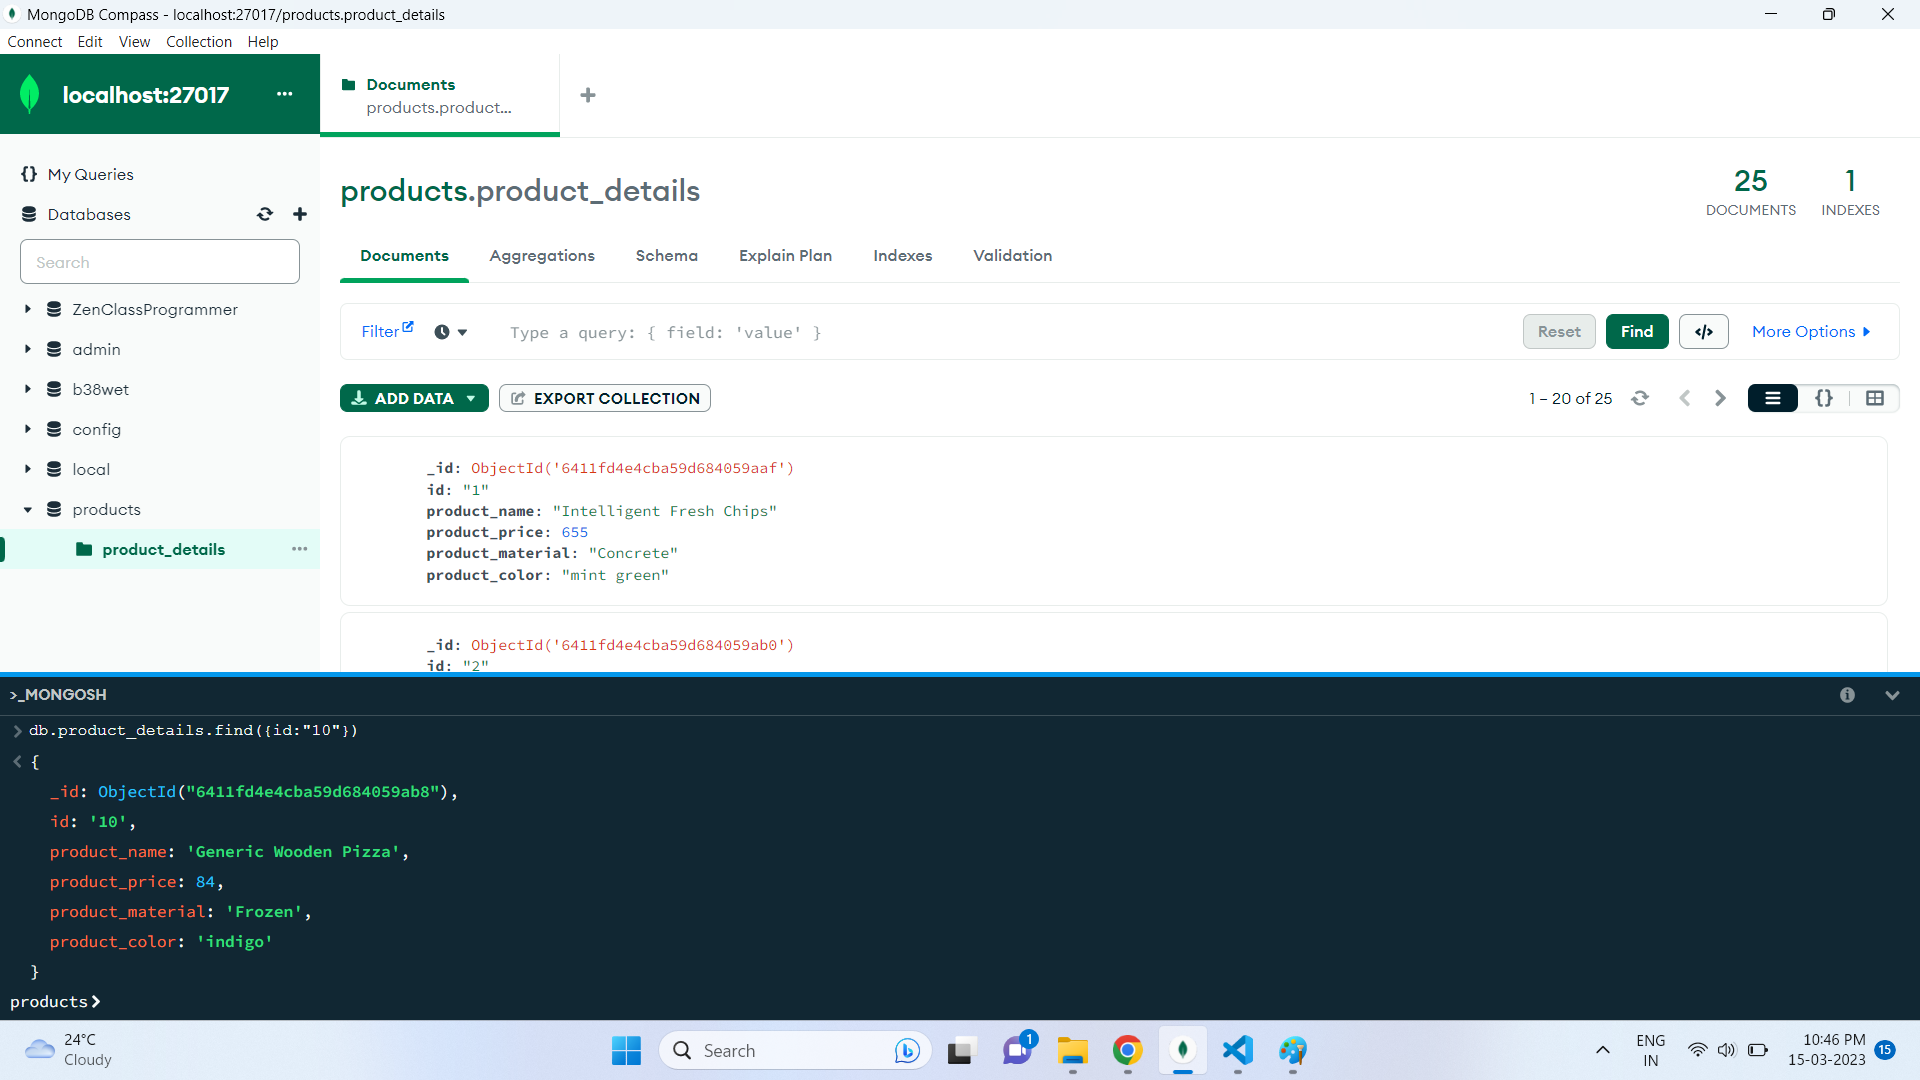 MongoDB Compass - localhost:27017/products.product_details
Connect Edit View Collection Help
localhost:27017 ...
Documents
products.product...
{} My Queries
Databases
Search
ZenClassProgrammer
admin
b38wet
config
local
products
product_details ...
products.product_details
25
DOCUMENTS
1
INDEXES
Documents Aggregations Schema Explain Plan Indexes Validation
Filter Type a query: { field: 'value' } Reset Find </> More Options
ADD DATA EXPORT COLLECTION 1 – 20 of 25 {}
_id: ObjectId('6411fd4e4cba59d684059aaf')
id: "1"
product_name: "Intelligent Fresh Chips"
product_price: 655
product_material: "Concrete"
product_color: "mint green"
_id: ObjectId('6411fd4e4cba59d684059ab0')
id: "2"
>_MONGOSH
db.product_details.find({id:"10"})
{
_id: ObjectId("6411fd4e4cba59d684059ab8"),
id: '10',
product_name: 'Generic Wooden Pizza',
product_price: 84,
product_material: 'Frozen',
product_color: 'indigo'
}
products>
24°C
Cloudy
Search
1
ENG
IN
10:46 PM
15-03-2023
15